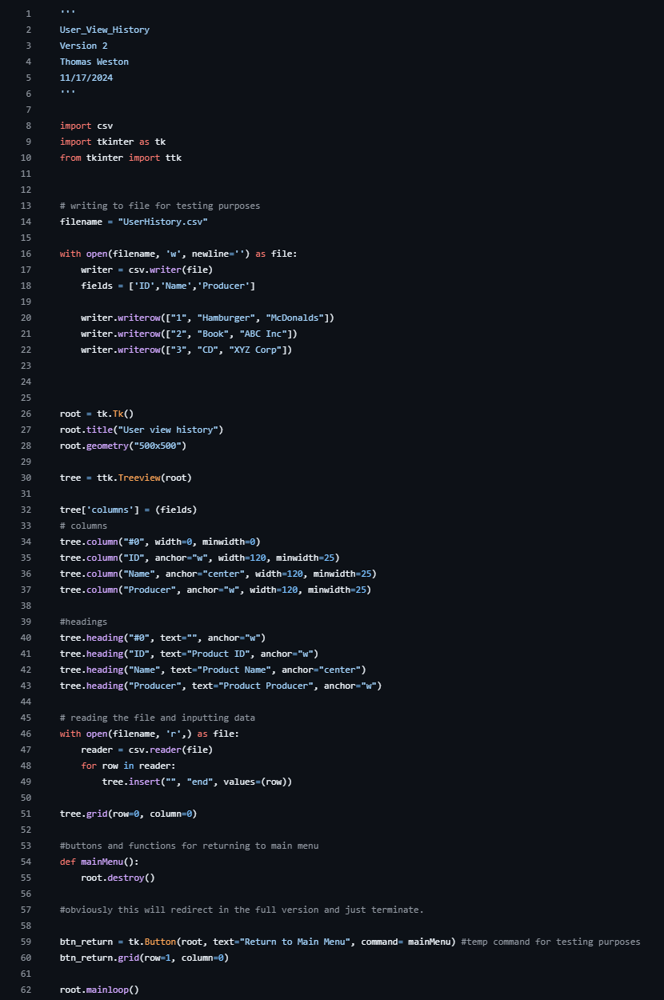 1 '''
2 User_View_History
3 Version 2
4 Thomas Weston
5 11/17/2024
6 '''
7
8 import csv
9 import tkinter as tk
10 from tkinter import ttk
11
12
13 # writing to file for testing purposes
14 filename = "UserHistory.csv"
15
16 with open(filename, 'w', newline='') as file:
17     writer = csv.writer(file)
18     fields = ['ID','Name','Producer']
19
20     writer.writerow(["1", "Hamburger", "McDonalds"])
21     writer.writerow(["2", "Book", "ABC Inc"])
22     writer.writerow(["3", "CD", "XYZ Corp"])
23
24
25
26 root = tk.Tk()
27 root.title("User view history")
28 root.geometry("500x500")
29
30 tree = ttk.Treeview(root)
31
32 tree['columns'] = (fields)
33 # columns
34 tree.column("#0", width=0, minwidth=0)
35 tree.column("ID", anchor="w", width=120, minwidth=25)
36 tree.column("Name", anchor="center", width=120, minwidth=25)
37 tree.column("Producer", anchor="w", width=120, minwidth=25)
38
39 #headings
40 tree.heading("#0", text="", anchor="w")
41 tree.heading("ID", text="Product ID", anchor="w")
42 tree.heading("Name", text="Product Name", anchor="center")
43 tree.heading("Producer", text="Product Producer", anchor="w")
44
45 # reading the file and inputting data
46 with open(filename, 'r',) as file:
47     reader = csv.reader(file)
48     for row in reader:
49         tree.insert("", "end", values=(row))
50
51 tree.grid(row=0, column=0)
52
53 #buttons and functions for returning to main menu
54 def mainMenu():
55     root.destroy()
56
57 #obviously this will redirect in the full version and just terminate.
58
59 btn_return = tk.Button(root, text="Return to Main Menu", command= mainMenu) #temp command for testing purposes
60 btn_return.grid(row=1, column=0)
61
62 root.mainloop()